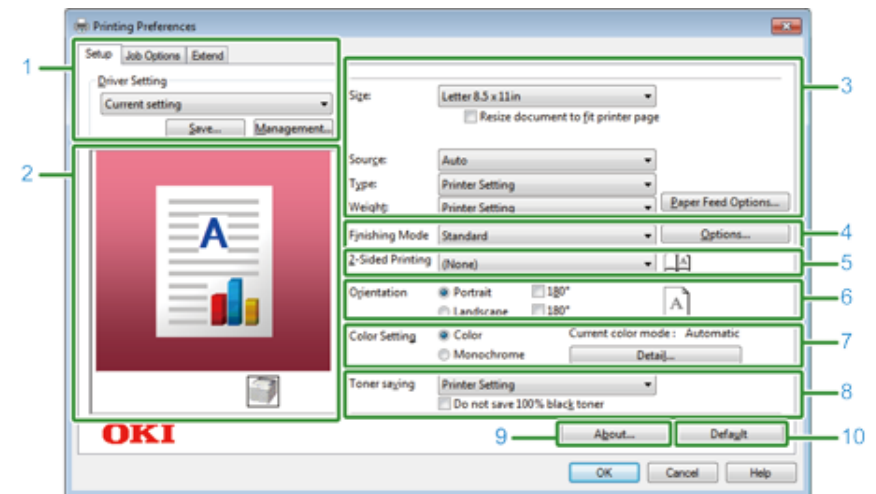 Printing Preferences
Setup Job Options Extend
1
Driver Setting
Current setting
Save... Management...
2
A
3
Size: Letter 8.5 x 11in
Resize document to fit printer page
Source: Auto
Type: Printer Setting
Weight: Printer Setting Paper Feed Options...
Finishing Mode Standard Options... 4
2-Sided Printing (None) A 5
Orientation Portrait 180° A 6
Landscape 180°
Color Setting Color Current color mode : Automatic 7
Monochrome Detail...
Toner saving Printer Setting 8
Do not save 100% black toner
OKI 9 About... Default 10
OK Cancel Help